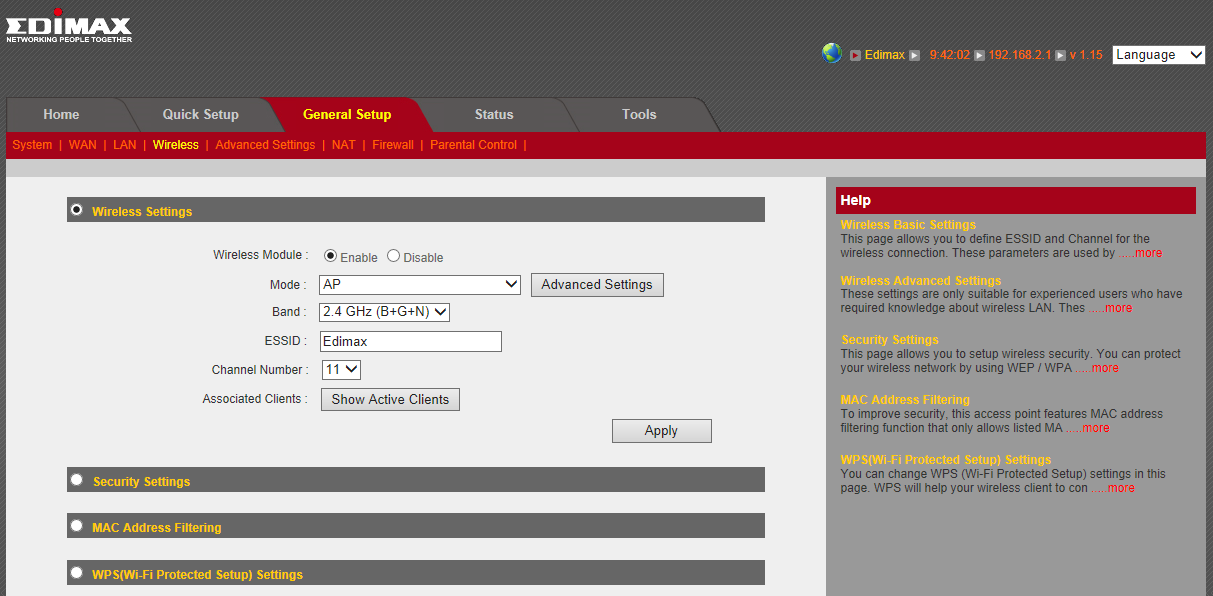 EDIMAX
NETWORKING PEOPLE TOGETHER
Edimax 9:42:02 192.168.2.1 v 1.15 Language
Home Quick Setup General Setup Status Tools
System | WAN | LAN | Wireless | Advanced Settings | NAT | Firewall | Parental Control |
Wireless Settings
Wireless Module : Enable Disable
Mode : AP Advanced Settings
Band : 2.4 GHz (B+G+N)
ESSID : Edimax
Channel Number : 11
Associated Clients : Show Active Clients
Apply
Security Settings
MAC Address Filtering
WPS(Wi-Fi Protected Setup) Settings
Help
Wireless Basic Settings
This page allows you to define ESSID and Channel for the
wireless connection. These parameters are used by .....more
Wireless Advanced Settings
These settings are only suitable for experienced users who have
required knowledge about wireless LAN. Thes .....more
Security Settings
This page allows you to setup wireless security. You can protect
your wireless network by using WEP / WPA .....more
MAC Address Filtering
To improve security, this access point features MAC address
filtering function that only allows listed MA .....more
WPS(Wi-Fi Protected Setup) Settings
You can change WPS (Wi-Fi Protected Setup) settings in this
page. WPS will help your wireless client to con .....more